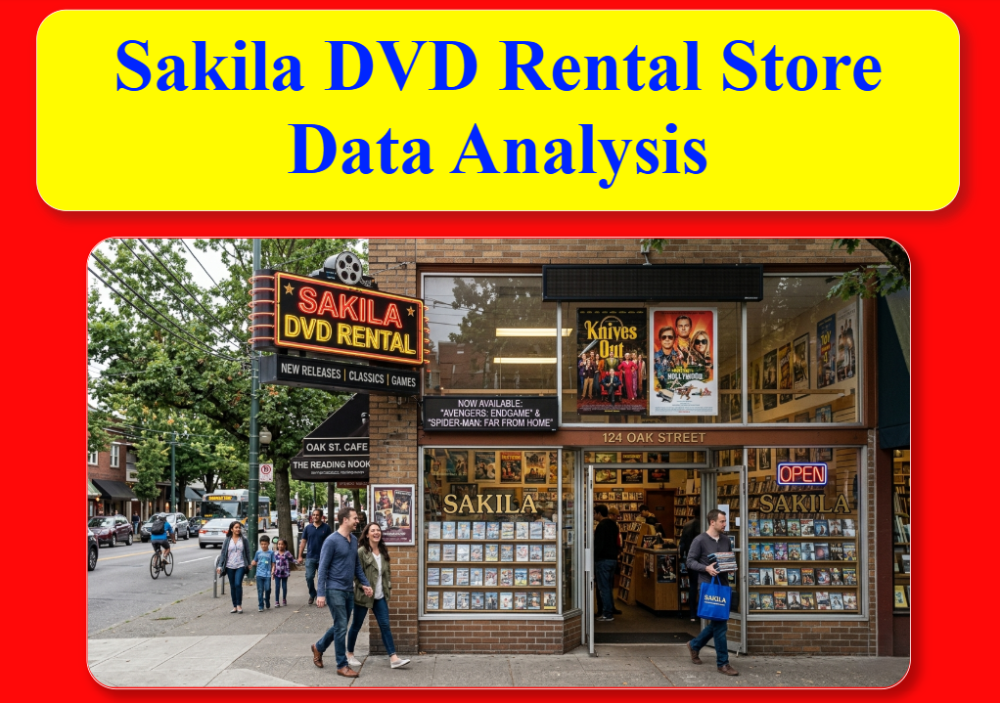 Sakila DVD Rental Store
Data Analysis
SAKILA
DVD RENTAL
NEW RELEASES | CLASSICS | GAMES
NOW AVAILABLE:
"AVENGERS: ENDGAME" &
"SPIDER-MAN: FAR FROM HOME"
Knives
Out
HOLLYWOOD
124 OAK STREET
OAK ST. CAFE
THE READING NOOK
OPEN
SAKILA
SAKILA
SAKILA